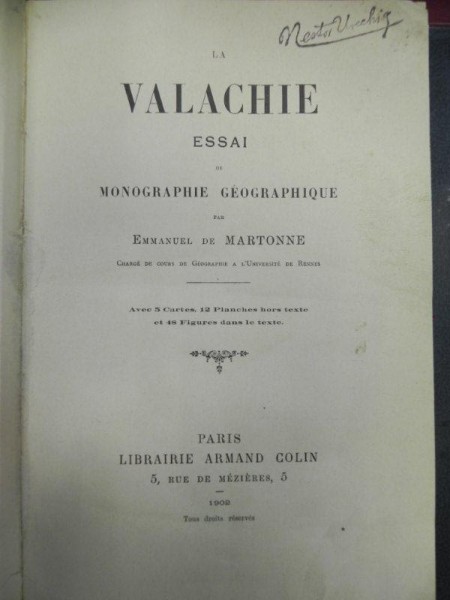 Nestor Urechia
LA
VALACHIE
ESSAI
DE
MONOGRAPHIE GÉOGRAPHIQUE
PAR
EMMANUEL DE MARTONNE
CHARGÉ DE COURS DE GÉOGRAPHIE A L'UNIVERSITÉ DE RENNES
Avec 5 Cartes, 12 Planches hors texte
et 48 Figures dans le texte.
PARIS
LIBRAIRIE ARMAND COLIN
5, RUE DE MÉZIÈRES, 5
1902
Tous droits réservés